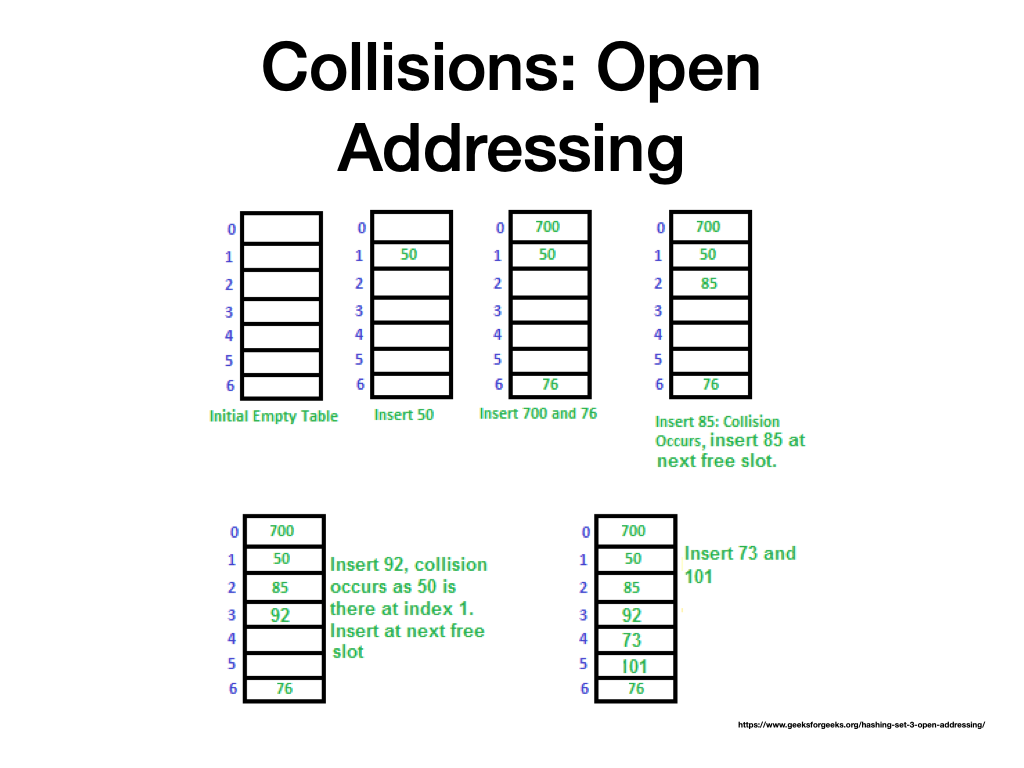 Collisions: Open
Addressing
0
1
2
3
4
5
6
Initial Empty Table
0
1 50
2
3
4
5
6
Insert 50
0 700
1 50
2
3
4
5
6 76
Insert 700 and 76
0 700
1 50
2 85
3
4
5
6 76
Insert 85: Collision
Occurs, insert 85 at
next free slot.
0 700
1 50
2 85
3 92
4
5
6 76
Insert 92, collision
occurs as 50 is
there at index 1.
Insert at next free
slot
0 700
1 50
2 85
3 92
4 73
5 101
6 76
Insert 73 and
101
https://www.geeksforgeeks.org/hashing-set-3-open-addressing/